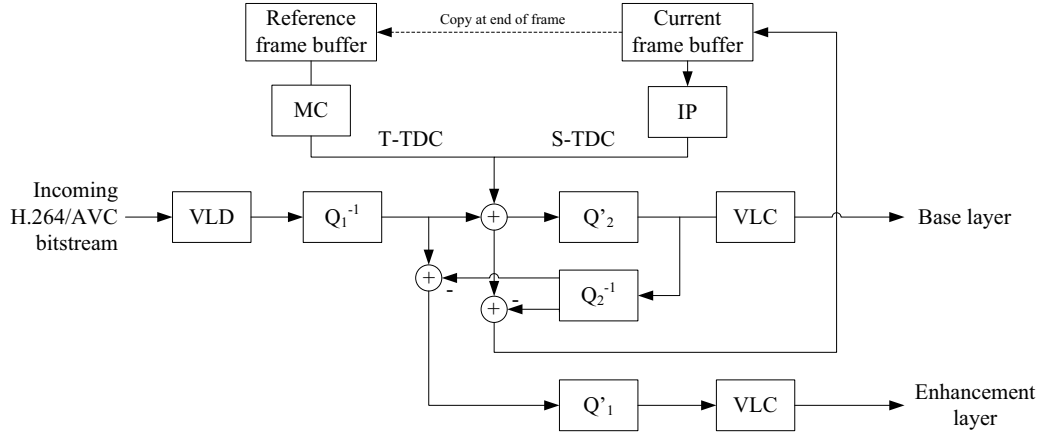 Reference
frame buffer
Copy at end of frame
Current
frame buffer
MC
IP
T-TDC
S-TDC
Incoming
H.264/AVC
bitstream
VLD
Q₁⁻¹
+
Q'₂
VLC
Base layer
+
-
Q₂⁻¹
+
-
Q'₁
VLC
Enhancement
layer